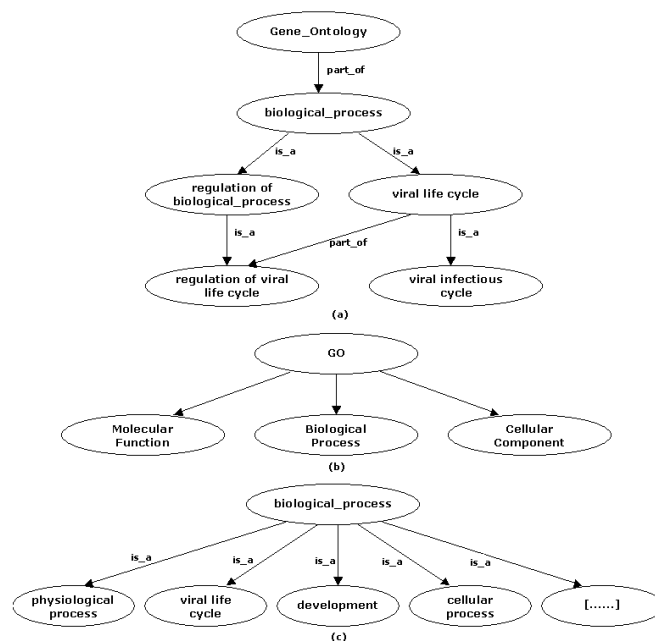 Gene_Ontology
part_of
biological_process
is_a
is_a
regulation of
biological_process
viral life cycle
is_a
part_of
is_a
regulation of viral
life cycle
viral infectious
cycle
(a)
GO
Molecular
Function
Biological
Process
Cellular
Component
(b)
biological_process
is_a
is_a
is_a
is_a
is_a
physiological
process
viral life
cycle
development
cellular
process
[......]
(c)